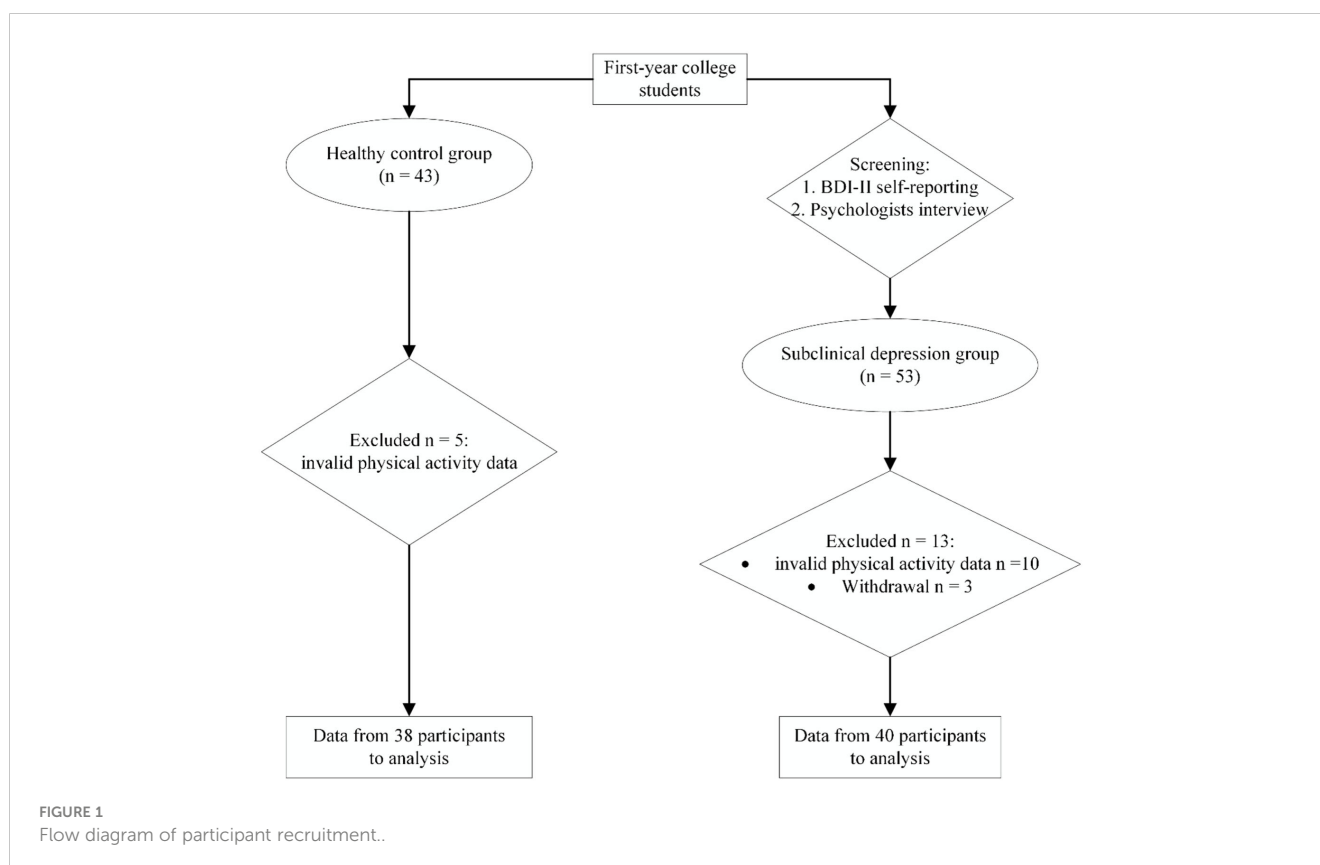 First-year college
students
Healthy control group
(n = 43)
Screening:
1. BDI-II self-reporting
2. Psychologists interview
Subclinical depression group
(n = 53)
Excluded n = 5:
invalid physical activity data
Excluded n = 13:
• invalid physical activity data n =10
• Withdrawal n = 3
Data from 38 participants
to analysis
Data from 40 participants
to analysis
FIGURE 1
Flow diagram of participant recruitment..